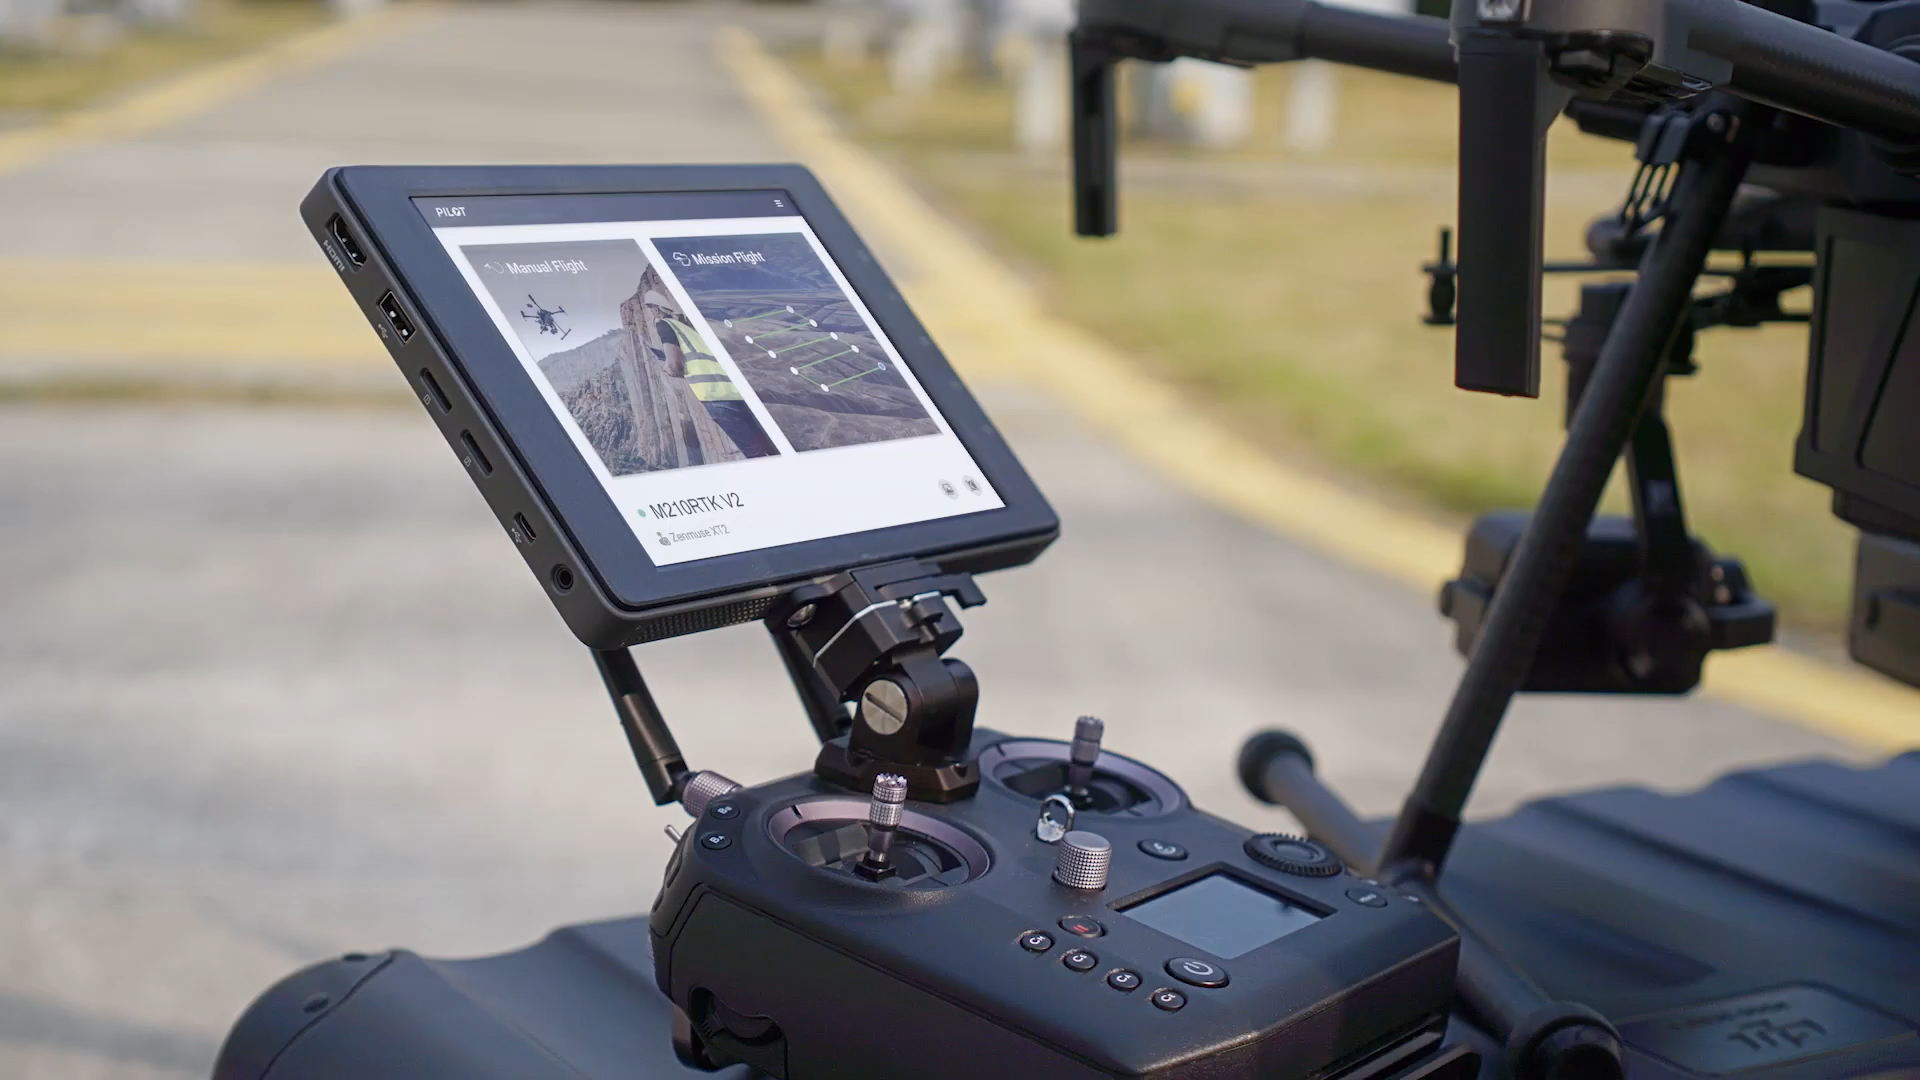 PILOT
Manual Flight
Mission Flight
M210RTK V2
Zenmuse XT2
HDMI